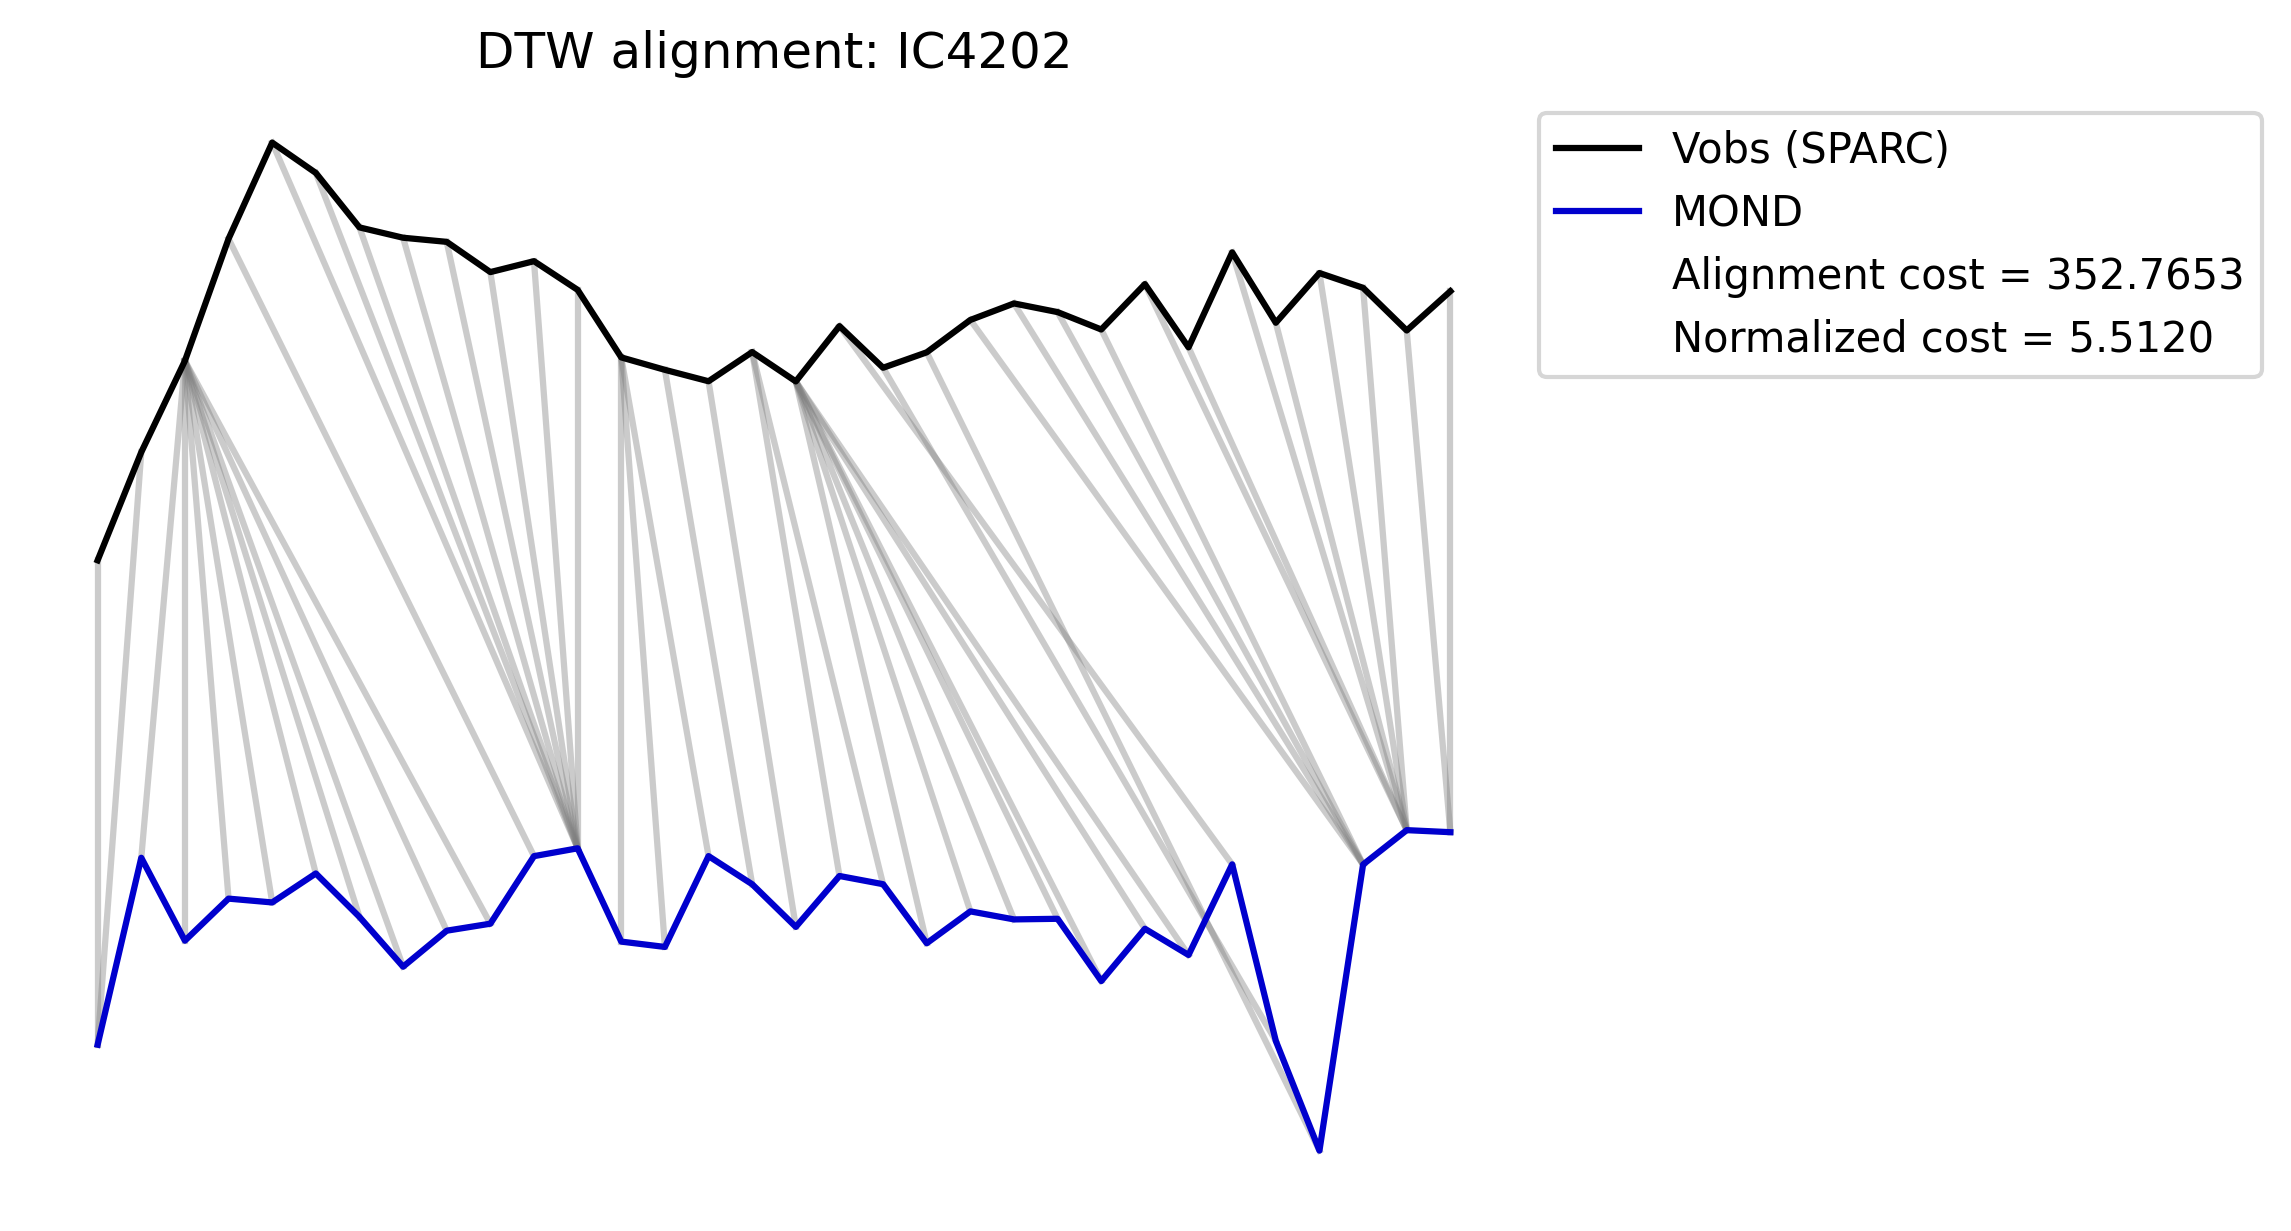 DTW alignment: IC4202
Vobs (SPARC)
MOND
Alignment cost = 352.7653
Normalized cost = 5.5120